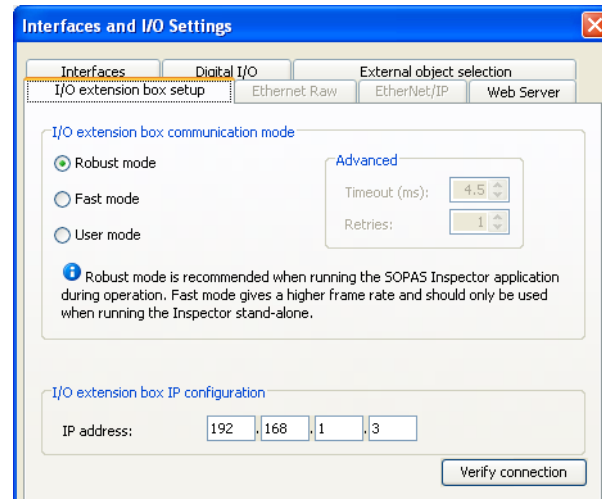 Interfaces and I/O Settings
Interfaces
Digital I/O
External object selection
I/O extension box setup
Ethernet Raw
EtherNet/IP
Web Server
I/O extension box communication mode
Robust mode
Fast mode
User mode
Advanced
Timeout (ms): 4.5
Retries: 1
Robust mode is recommended when running the SOPAS Inspector application
during operation. Fast mode gives a higher frame rate and should only be used
when running the Inspector stand-alone.
I/O extension box IP configuration
IP address: 192 . 168 . 1 . 3
Verify connection